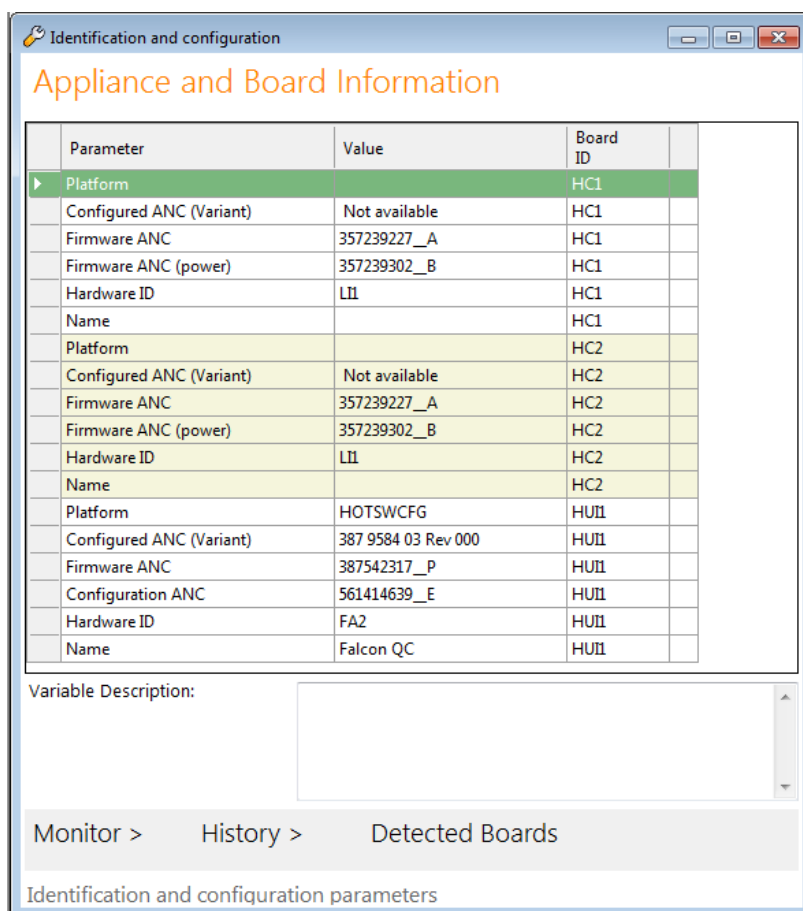 Identification and configuration
Appliance and Board Information
Parameter Value Board ID
Platform HC1
Configured ANC (Variant) Not available HC1
Firmware ANC 357239227__A HC1
Firmware ANC (power) 357239302__B HC1
Hardware ID LI1 HC1
Name HC1
Platform HC2
Configured ANC (Variant) Not available HC2
Firmware ANC 357239227__A HC2
Firmware ANC (power) 357239302__B HC2
Hardware ID LI1 HC2
Name HC2
Platform HOTSWCFG HUI1
Configured ANC (Variant) 387 9584 03 Rev 000 HUI1
Firmware ANC 387542317__P HUI1
Configuration ANC 561414639__E HUI1
Hardware ID FA2 HUI1
Name Falcon QC HUI1
Variable Description:
Monitor > History > Detected Boards
Identification and configuration parameters